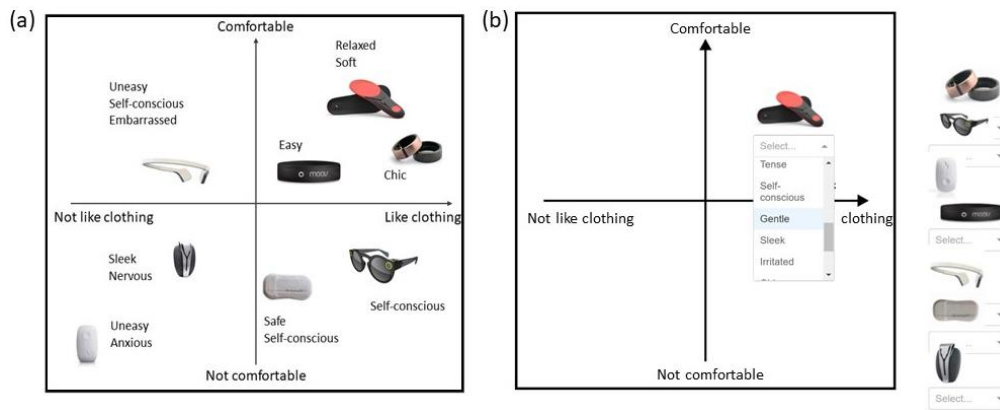 (a)
Comfortable
Relaxed
Soft
Uneasy
Self-conscious
Embarrassed
Easy
moov
Chic
Not like clothing
Like clothing
Sleek
Nervous
Self-conscious
Safe
Self-conscious
Uneasy
Anxious
Not comfortable
(b)
Comfortable
Select...
Tense
Self-
conscious
Gentle
Sleek
Irritated
Not like clothing
clothing
Not comfortable
moov
Select...
Select...